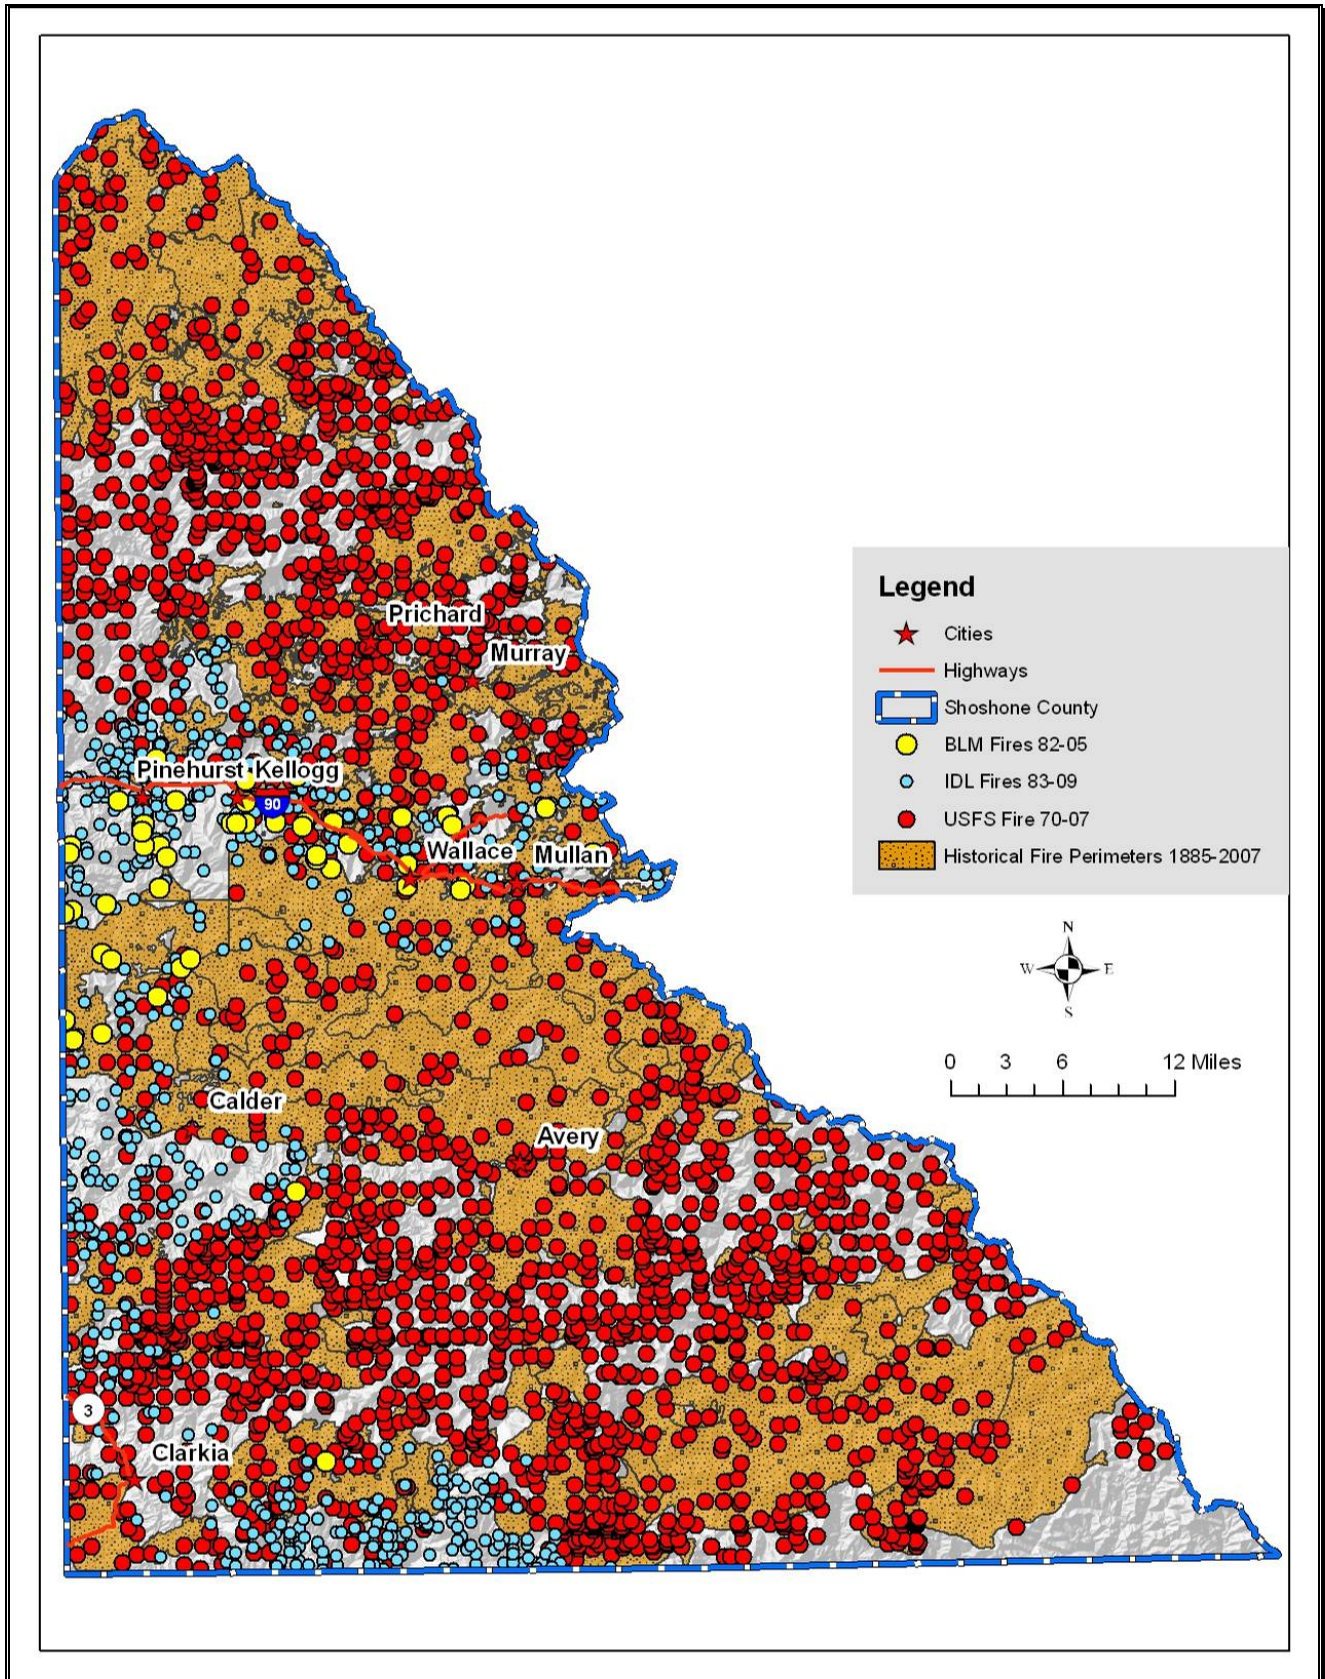 Prichard
Murray
Pinehurst Kellogg
90
Wallace Mullan
Calder
Avery
3
Clarkia
Legend
Cities
Highways
Shoshone County
BLM Fires 82-05
IDL Fires 83-09
USFS Fire 70-07
Historical Fire Perimeters 1885-2007
N
W E
S
0 3 6 12 Miles